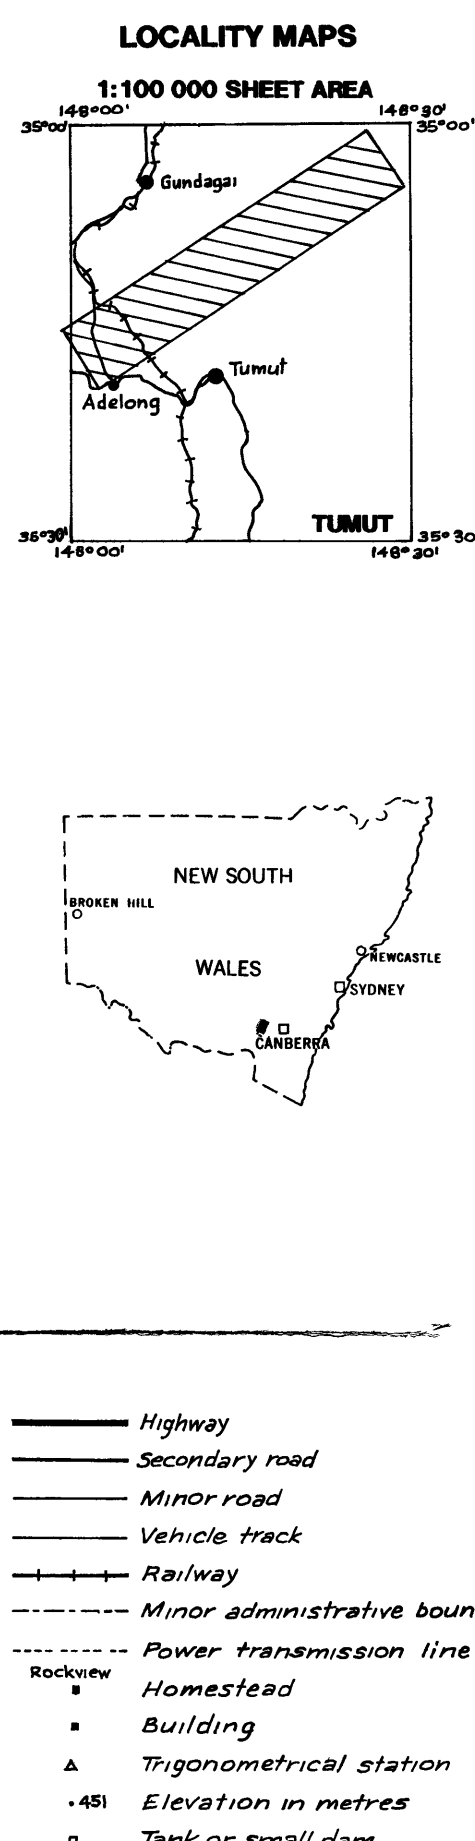 LOCALITY MAPS
1:100 000 SHEET AREA
148°00' 148°30'
35°00' 35°00'
Gundagai
Tumut
Adelong
TUMUT
35°30' 35°30
148°00' 148°30'
NEW SOUTH
BROKEN HILL
WALES
NEWCASTLE
SYDNEY
CANBERRA
Highway
Secondary road
Minor road
Vehicle track
Railway
Minor administrative boun
Power transmission line
Rockview
Homestead
Building
Trigonometrical station
.451 Elevation in metres
Tank or small dam